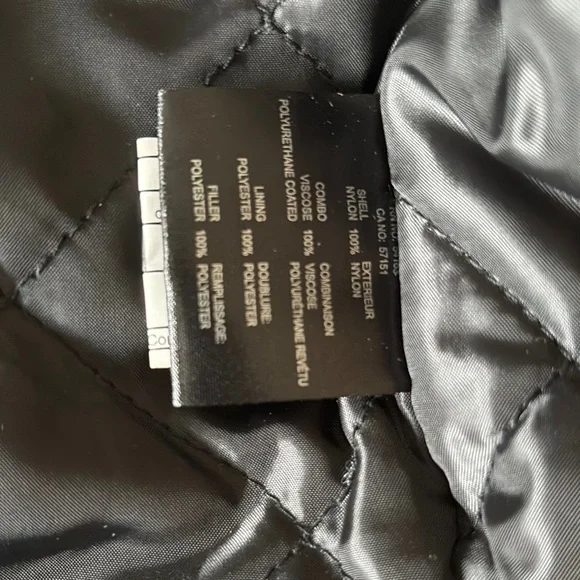 CA NO: 57151
SHELL EXTERIEUR
NYLON 100% NYLON
COMBO COMBINAISON
VISCOSE 100% VISCOSE
POLYURETHANE COATED POLYURÉTHANE REVÊTU
LINING DOUBLURE:
POLYESTER 100% POLYESTER
FILLER REMPLISSAGE:
POLYESTER 100% POLYESTER